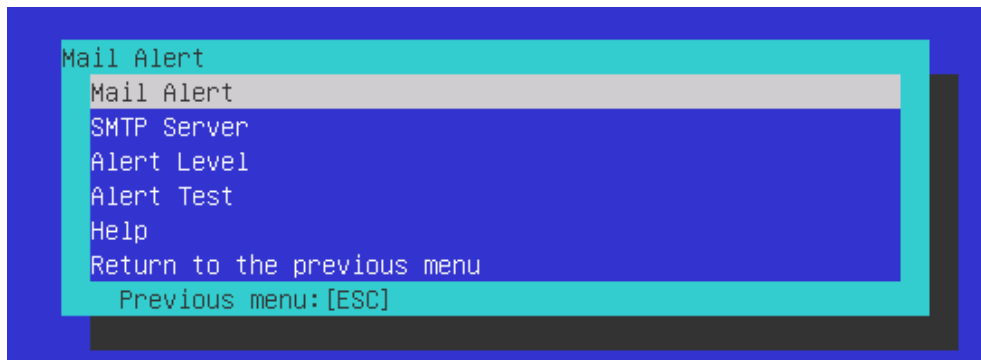 Mail Alert
Mail Alert
SMTP Server
Alert Level
Alert Test
Help
Return to the previous menu
Previous menu:[ESC]